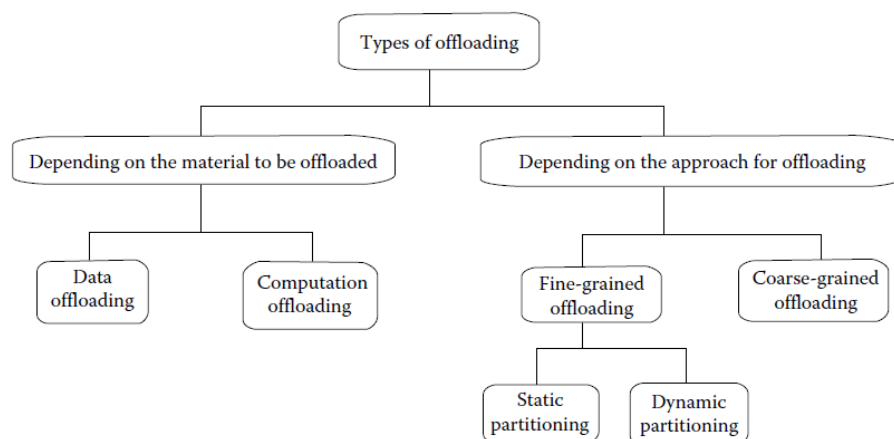 Types of offloading
Depending on the material to be offloaded
Depending on the approach for offloading
Data
offloading
Computation
offloading
Fine-grained
offloading
Coarse-grained
offloading
Static
partitioning
Dynamic
partitioning